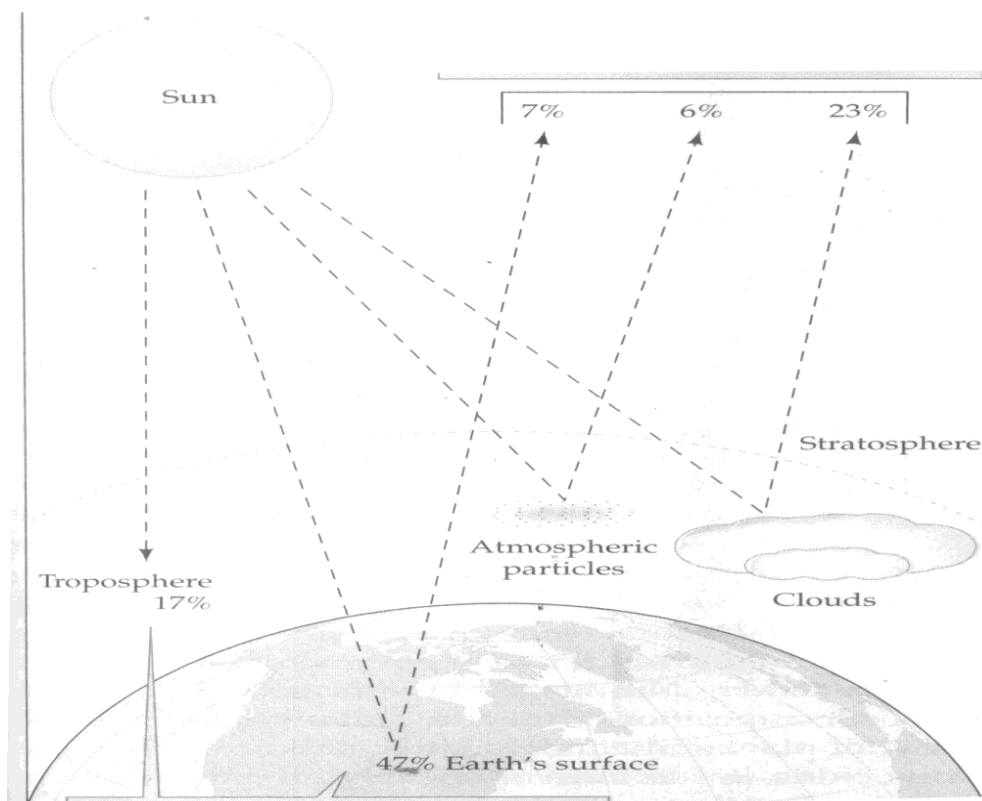 Sun
7% 6% 23%
Stratosphere
Atmospheric
particles
Clouds
Troposphere
17%
47% Earth's surface